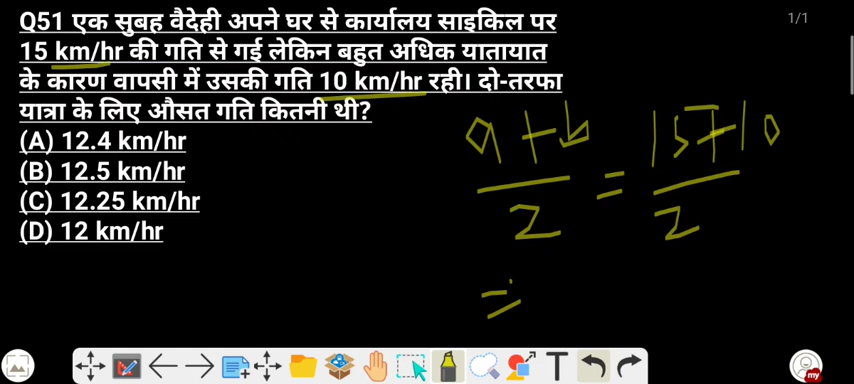 Q51 एक सुबह वैदेही अपने घर से कार्यालय साइकिल पर
15 km/hr की गति से गई लेकिन बहुत अधिक यातायात
के कारण वापसी में उसकी गति 10 km/hr रही। दो-तरफा
यात्रा के लिए औसत गति कितनी थी?
(A) 12.4 km/hr
(B) 12.5 km/hr
(C) 12.25 km/hr
(D) 12 km/hr
1/1
a+b/2 = 15+10/2
=
T
my